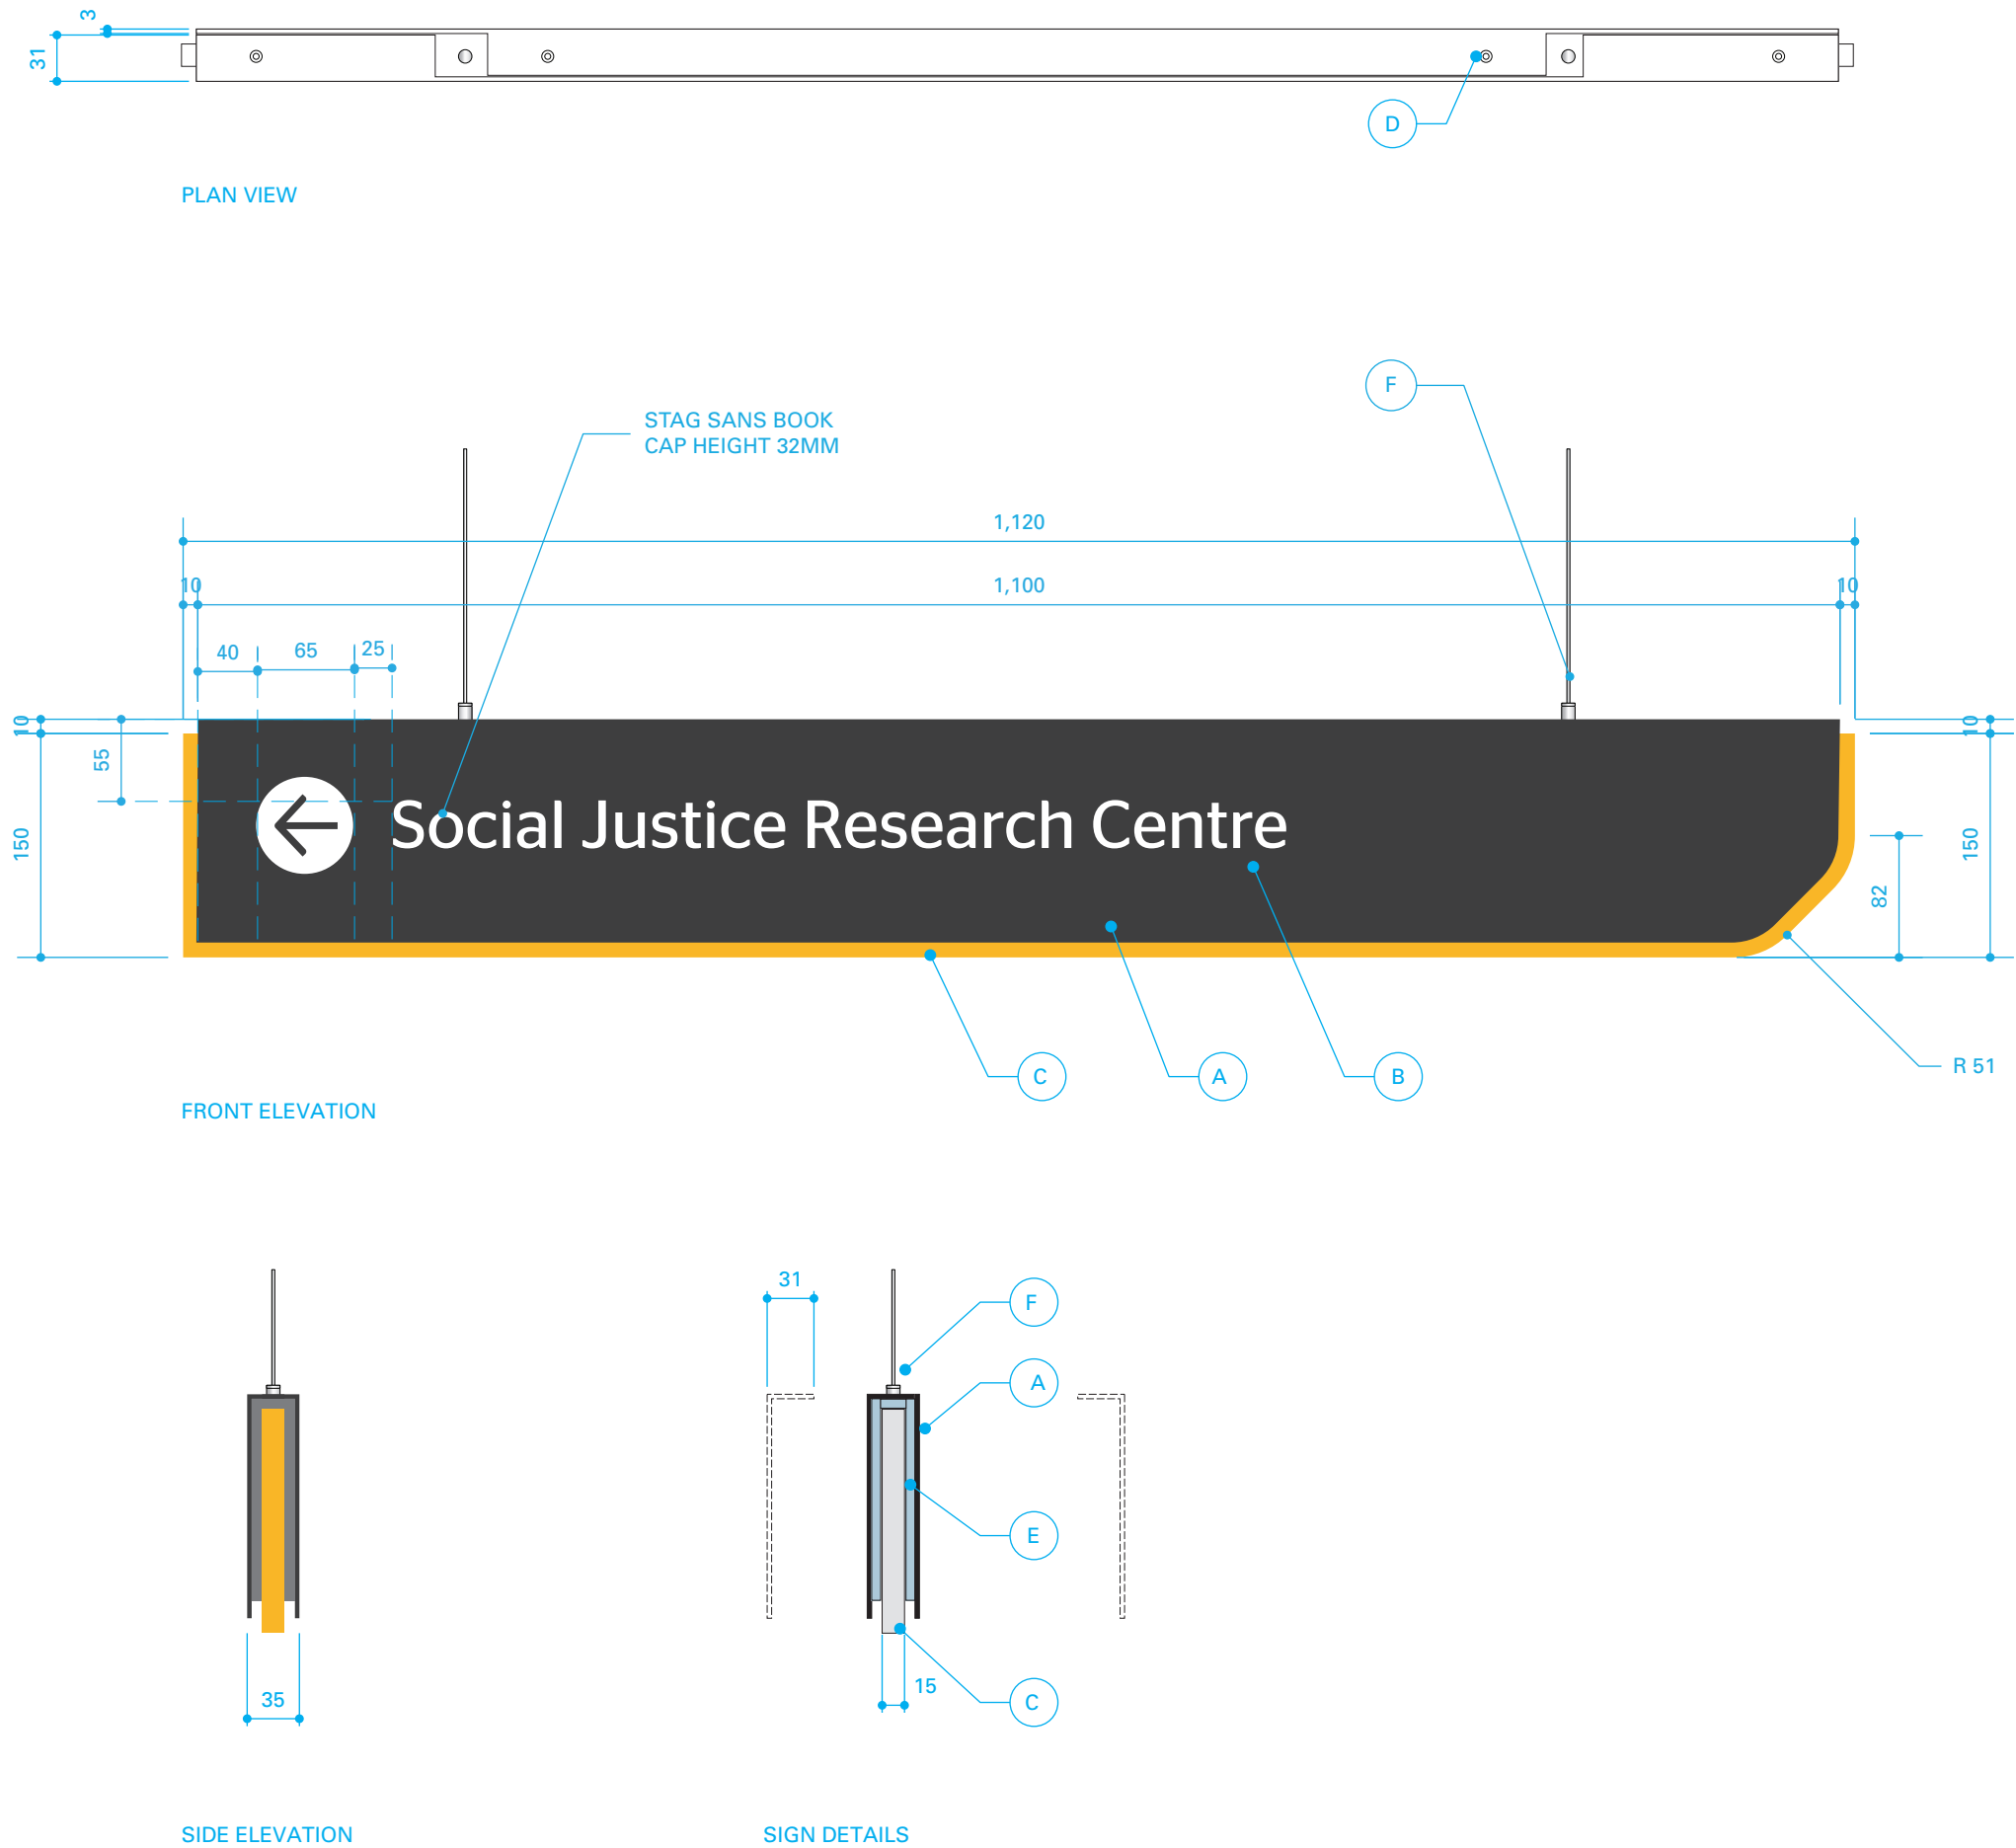 3
31
D
PLAN VIEW
F
STAG SANS BOOK
CAP HEIGHT 32MM
1,120
10
1,100
10
40
65
25
10
55
150
Social Justice Research Centre
10
150
82
C
A
B
R 51
FRONT ELEVATION
31
F
A
E
15
C
35
SIDE ELEVATION
SIGN DETAILS